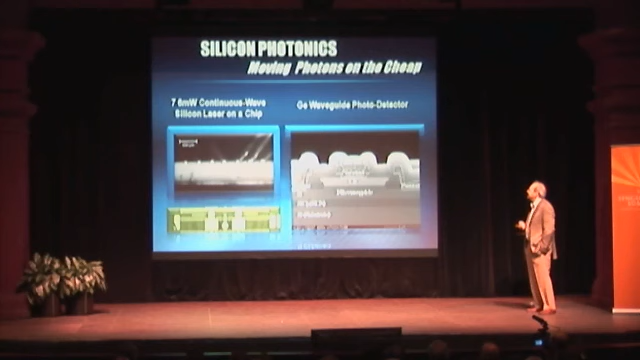 SILICON PHOTONICS
Moving Photons on the Cheap
7.6mW Continuous-Wave
Silicon Laser on a Chip
Ge Waveguide Photo-Detector